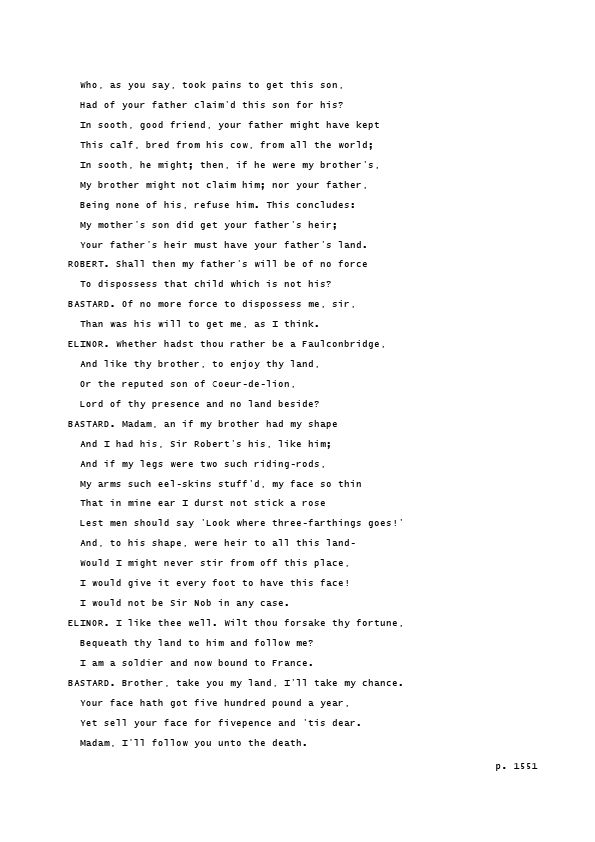 Who, as you say, took pains to get this son,
Had of your father claim'd this son for his?
In sooth, good friend, your father might have kept
This calf, bred from his cow, from all the world;
In sooth, he might; then, if he were my brother's,
My brother might not claim him; nor your father,
Being none of his, refuse him. This concludes:
My mother's son did get your father's heir;
Your father's heir must have your father's land.
ROBERT. Shall then my father's will be of no force
To dispossess that child which is not his?
BASTARD. Of no more force to dispossess me, sir,
Than was his will to get me, as I think.
ELINOR. Whether hadst thou rather be a Faulconbridge,
And like thy brother, to enjoy thy land,
Or the reputed son of Coeur-de-lion,
Lord of thy presence and no land beside?
BASTARD. Madam, an if my brother had my shape
And I had his, Sir Robert's his, like him;
And if my legs were two such riding-rods,
My arms such eel-skins stuff'd, my face so thin
That in mine ear I durst not stick a rose
Lest men should say 'Look where three-farthings goes!'
And, to his shape, were heir to all this land-
Would I might never stir from off this place,
I would give it every foot to have this face!
I would not be Sir Nob in any case.
ELINOR. I like thee well. Wilt thou forsake thy fortune,
Bequeath thy land to him and follow me?
I am a soldier and now bound to France.
BASTARD. Brother, take you my land, I'll take my chance.
Your face hath got five hundred pound a year,
Yet sell your face for fivepence and 'tis dear.
Madam, I'll follow you unto the death.
p. 1551